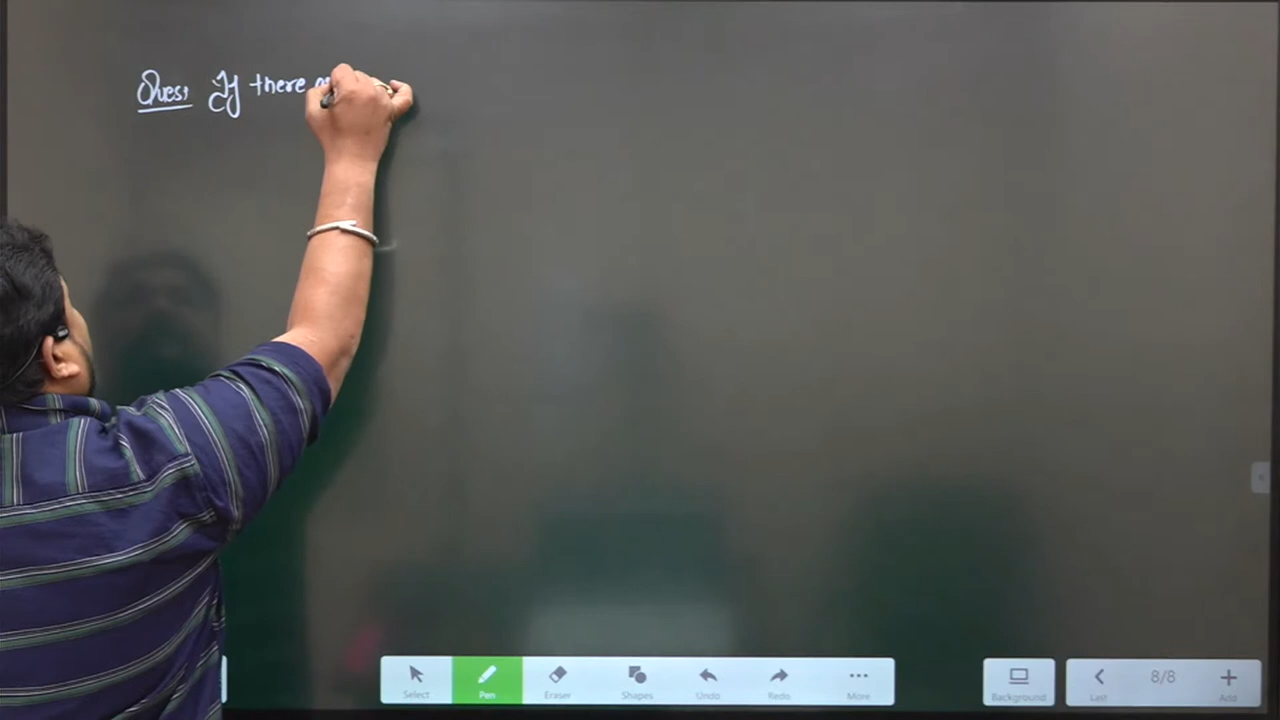 Ques: If there
Select Pen Eraser Shapes Undo Redo More Background Last 8/8 Add